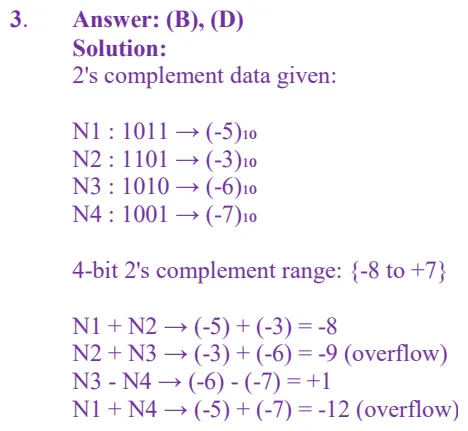 3. Answer: (B), (D)
Solution:
2's complement data given:
N1 : 1011 → (-5)₁₀
N2 : 1101 → (-3)₁₀
N3 : 1010 → (-6)₁₀
N4 : 1001 → (-7)₁₀
4-bit 2's complement range: {-8 to +7}
N1 + N2 → (-5) + (-3) = -8
N2 + N3 → (-3) + (-6) = -9 (overflow)
N3 - N4 → (-6) - (-7) = +1
N1 + N4 → (-5) + (-7) = -12 (overflow)